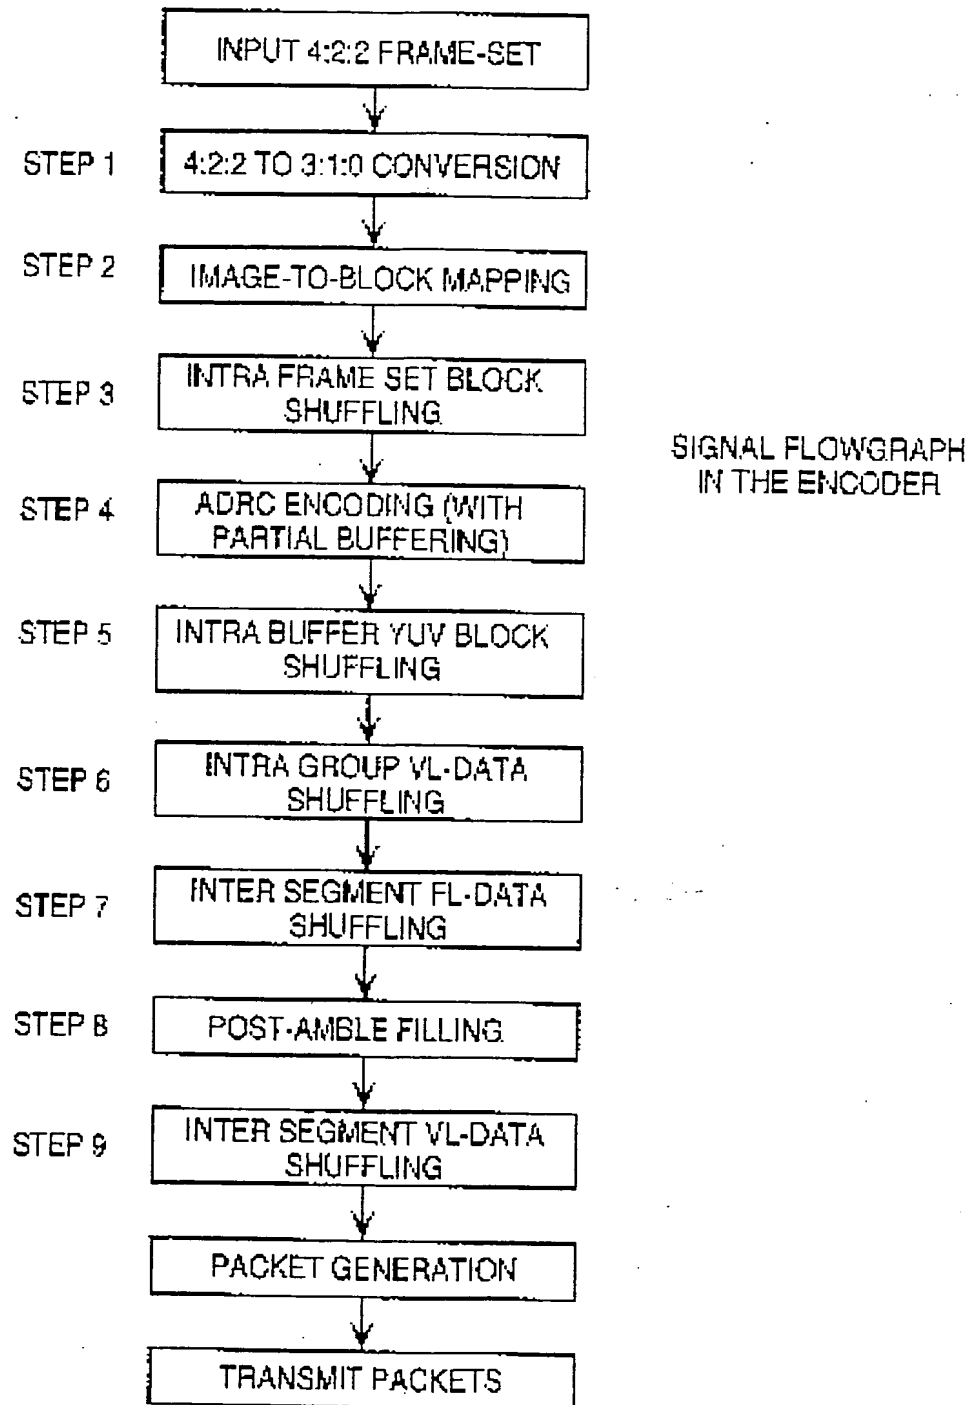 INPUT 4:2:2 FRAME-SET
STEP 1
4:2:2 TO 3:1:0 CONVERSION
STEP 2
IMAGE-TO-BLOCK MAPPING
STEP 3
INTRA FRAME SET BLOCK
SHUFFLING
SIGNAL FLOWGRAPH
IN THE ENCODER
STEP 4
ADRC ENCODING (WITH
PARTIAL BUFFERING)
STEP 5
INTRA BUFFER YUV BLOCK
SHUFFLING
STEP 6
INTRA GROUP VL-DATA
SHUFFLING
STEP 7
INTER SEGMENT FL-DATA
SHUFFLING
STEP 8
POST-AMBLE FILLING
STEP 9
INTER SEGMENT VL-DATA
SHUFFLING
PACKET GENERATION
TRANSMIT PACKETS